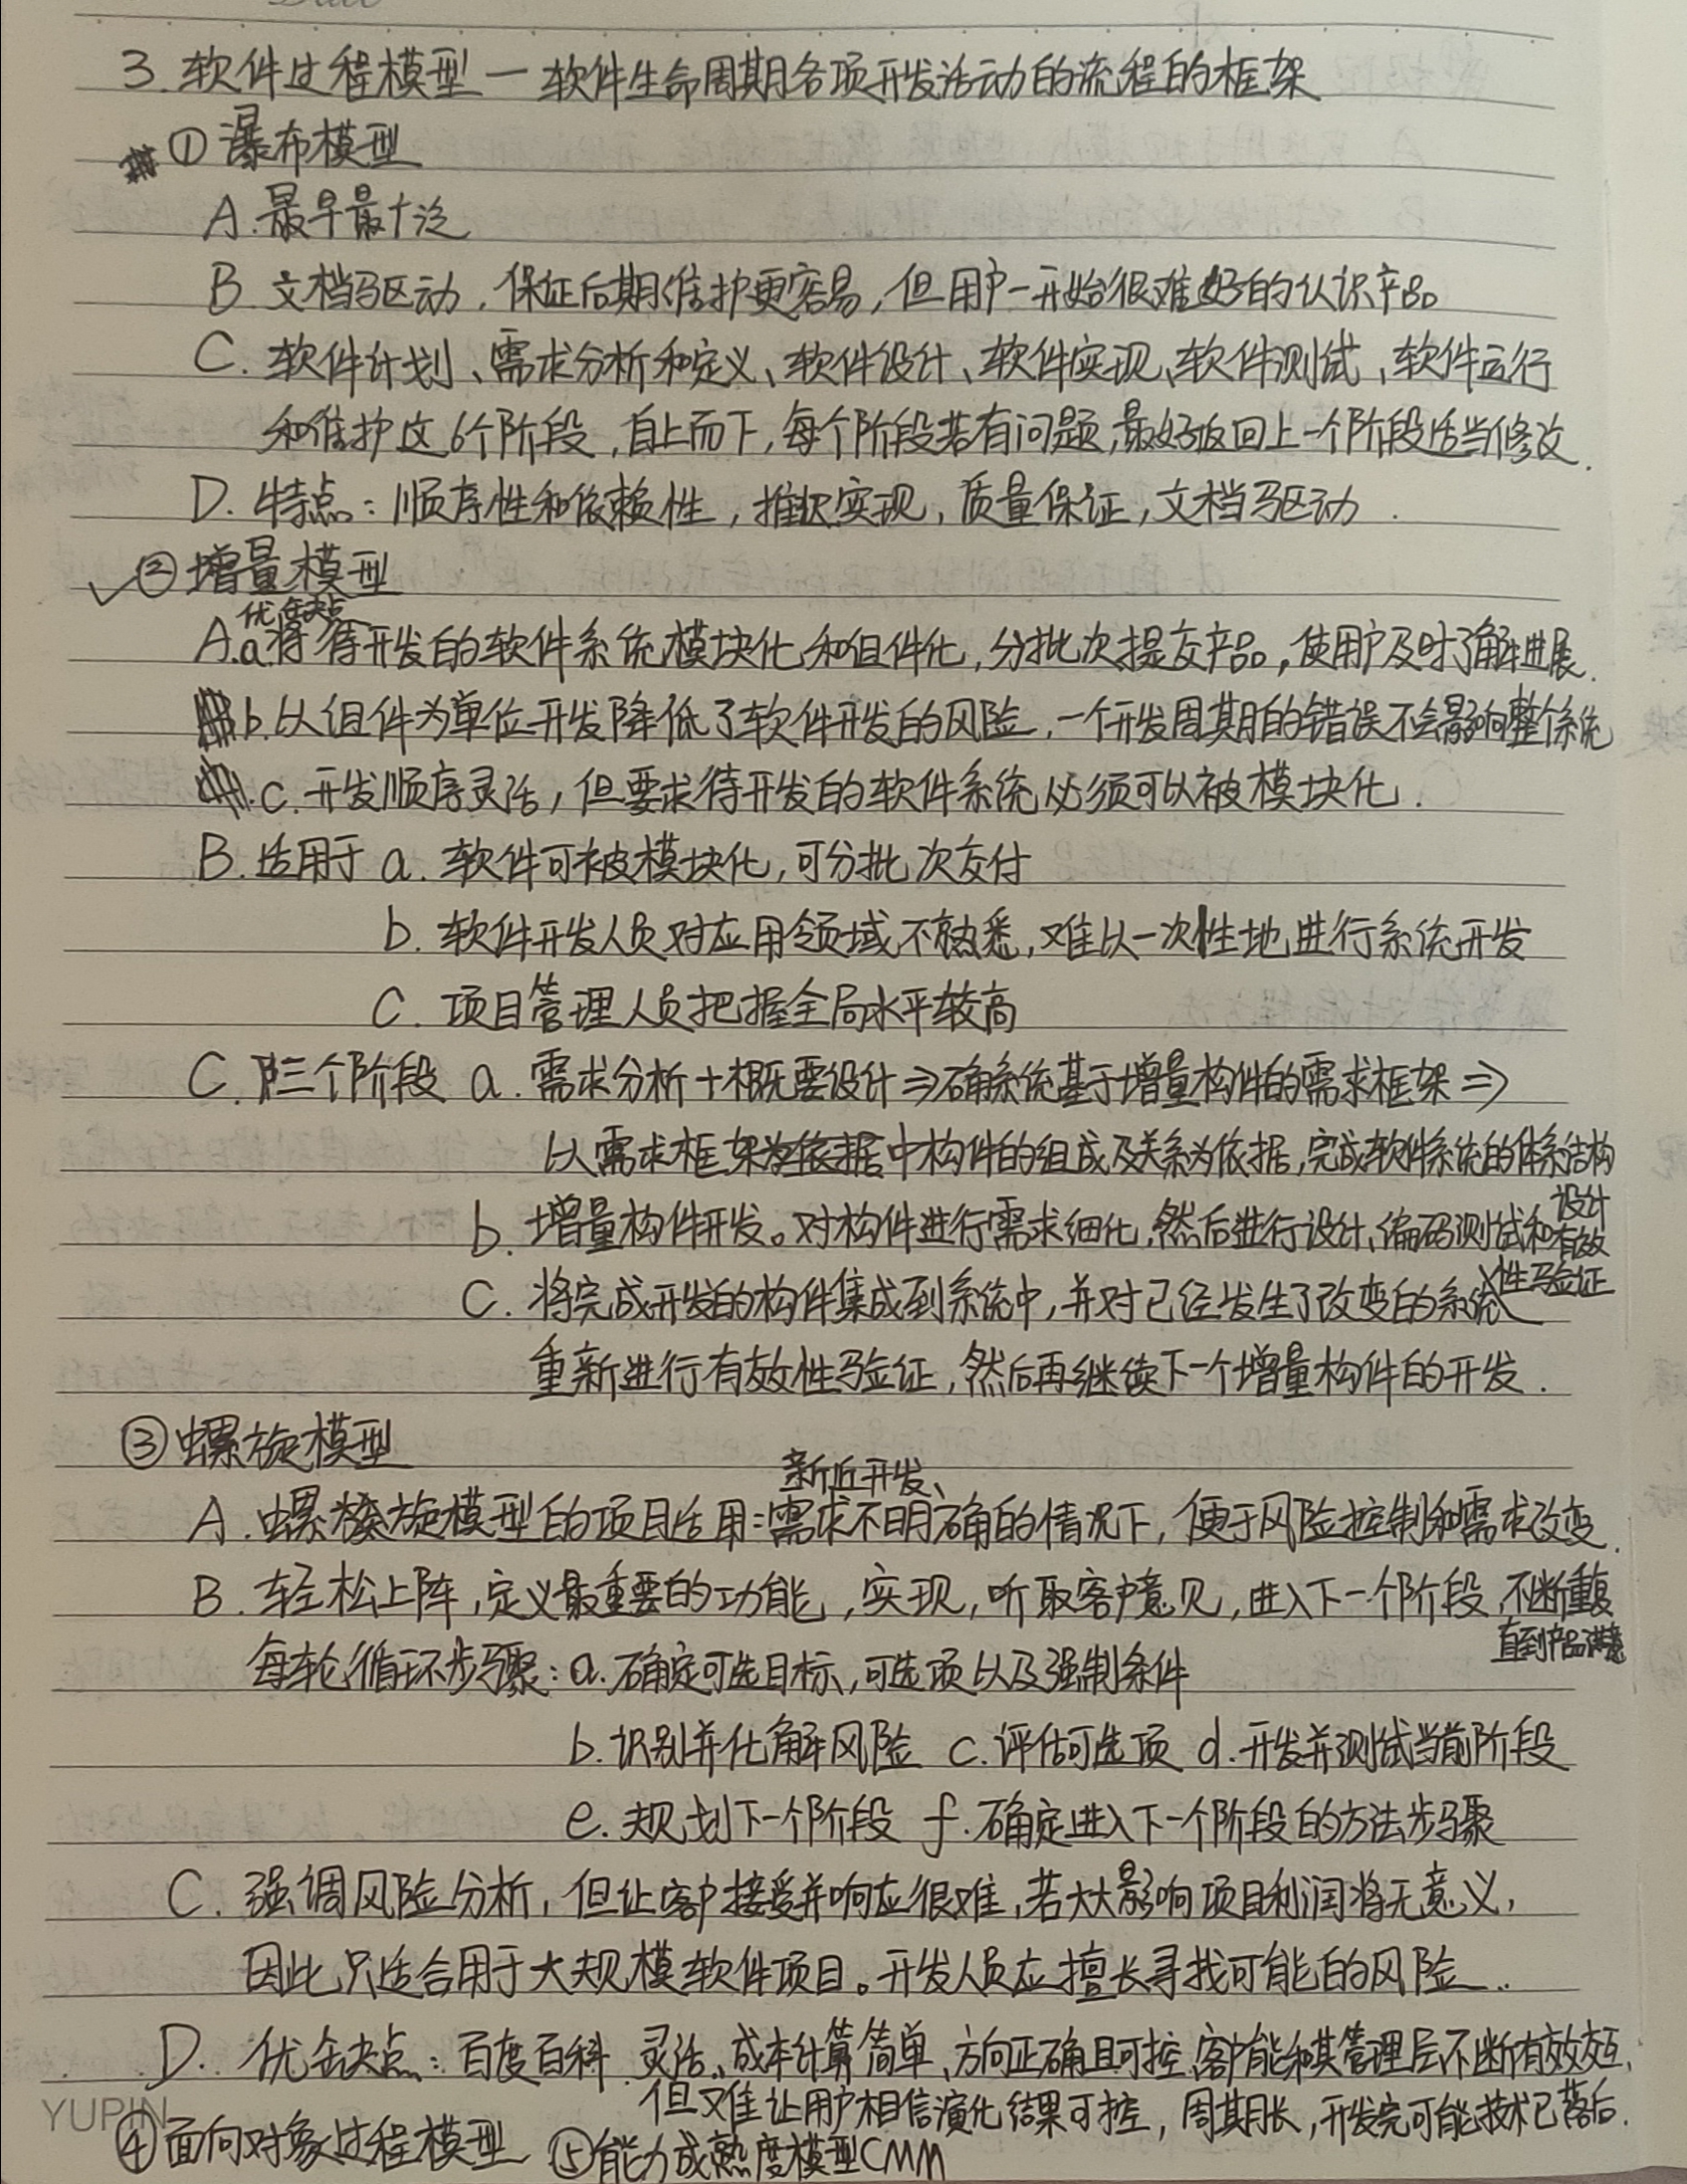 3. 软件过程模型 — 软件生命周期各项开发活动的流程的框架
① 瀑布模型
A. 最早最广泛
B. 文档驱动，保证后期维护更容易，但用户一开始很难好的认识产品
C. 软件计划、需求分析和定义、软件设计、软件实现、软件测试、软件运行
和维护这6个阶段，自上而下，每个阶段若有问题，最好返回上一个阶段适当修改.
D. 特点：顺序性和依赖性，推迟实现，质量保证，文档驱动.
② 增量模型
优缺点
A.a.将待开发的软件系统模块化和组件化，分批次提交产品，使用户及时了解进展.
b.以组件为单位开发降低了软件开发的风险，一个开发周期的错误不会影响整个系统
c.开发顺序灵活，但要求待开发的软件系统必须可以被模块化.
B. 适用于 a. 软件可被模块化，可分批次交付
b. 软件开发人员对应用领域不熟悉，难以一次性地进行系统开发
C. 项目管理人员把握全局水平较高
C. 三个阶段 a. 需求分析+概要设计⇒确系统基于增量构件的需求框架⇒
以需求框架中构件的组成及关系为依据，完成软件系统的体系结构
设计
b. 增量构件开发。对构件进行需求细化，然后进行设计、编码测试和有效
性验证
C. 将完成开发的构件集成到系统中，并对已经发生了改变的系统
重新进行有效性验证，然后再继续下一个增量构件的开发.
③ 螺旋模型
新近开发、
A. 螺旋模型的项目适用：需求不明确的情况下，便于风险控制和需求改变.
B. 轻松上阵，定义最重要的功能，实现，听取客户意见，进入下一个阶段，不断重复
直到产品满意
每轮循环步骤：a.确定可选目标，可选项以及强制条件
b.识别并化解风险 c.评估可选项 d.开发并测试当前阶段
e.规划下一个阶段 f.确定进入下一个阶段的方法步骤
C. 强调风险分析，但让客户接受并响应很难，若大大影响项目利润将无意义，
因此只适合用于大规模软件项目。开发人员应擅长寻找可能的风险..
D. 优缺点：百度百科 灵活、成本计算简单、方向正确且可控、客户能和其管理层不断有效交互，
但又难让用户相信演化结果可控，周期长，开发完可能技术已落后.
YUPIN
④ 面向对象过程模型 ⑤ 能力成熟度模型CMM